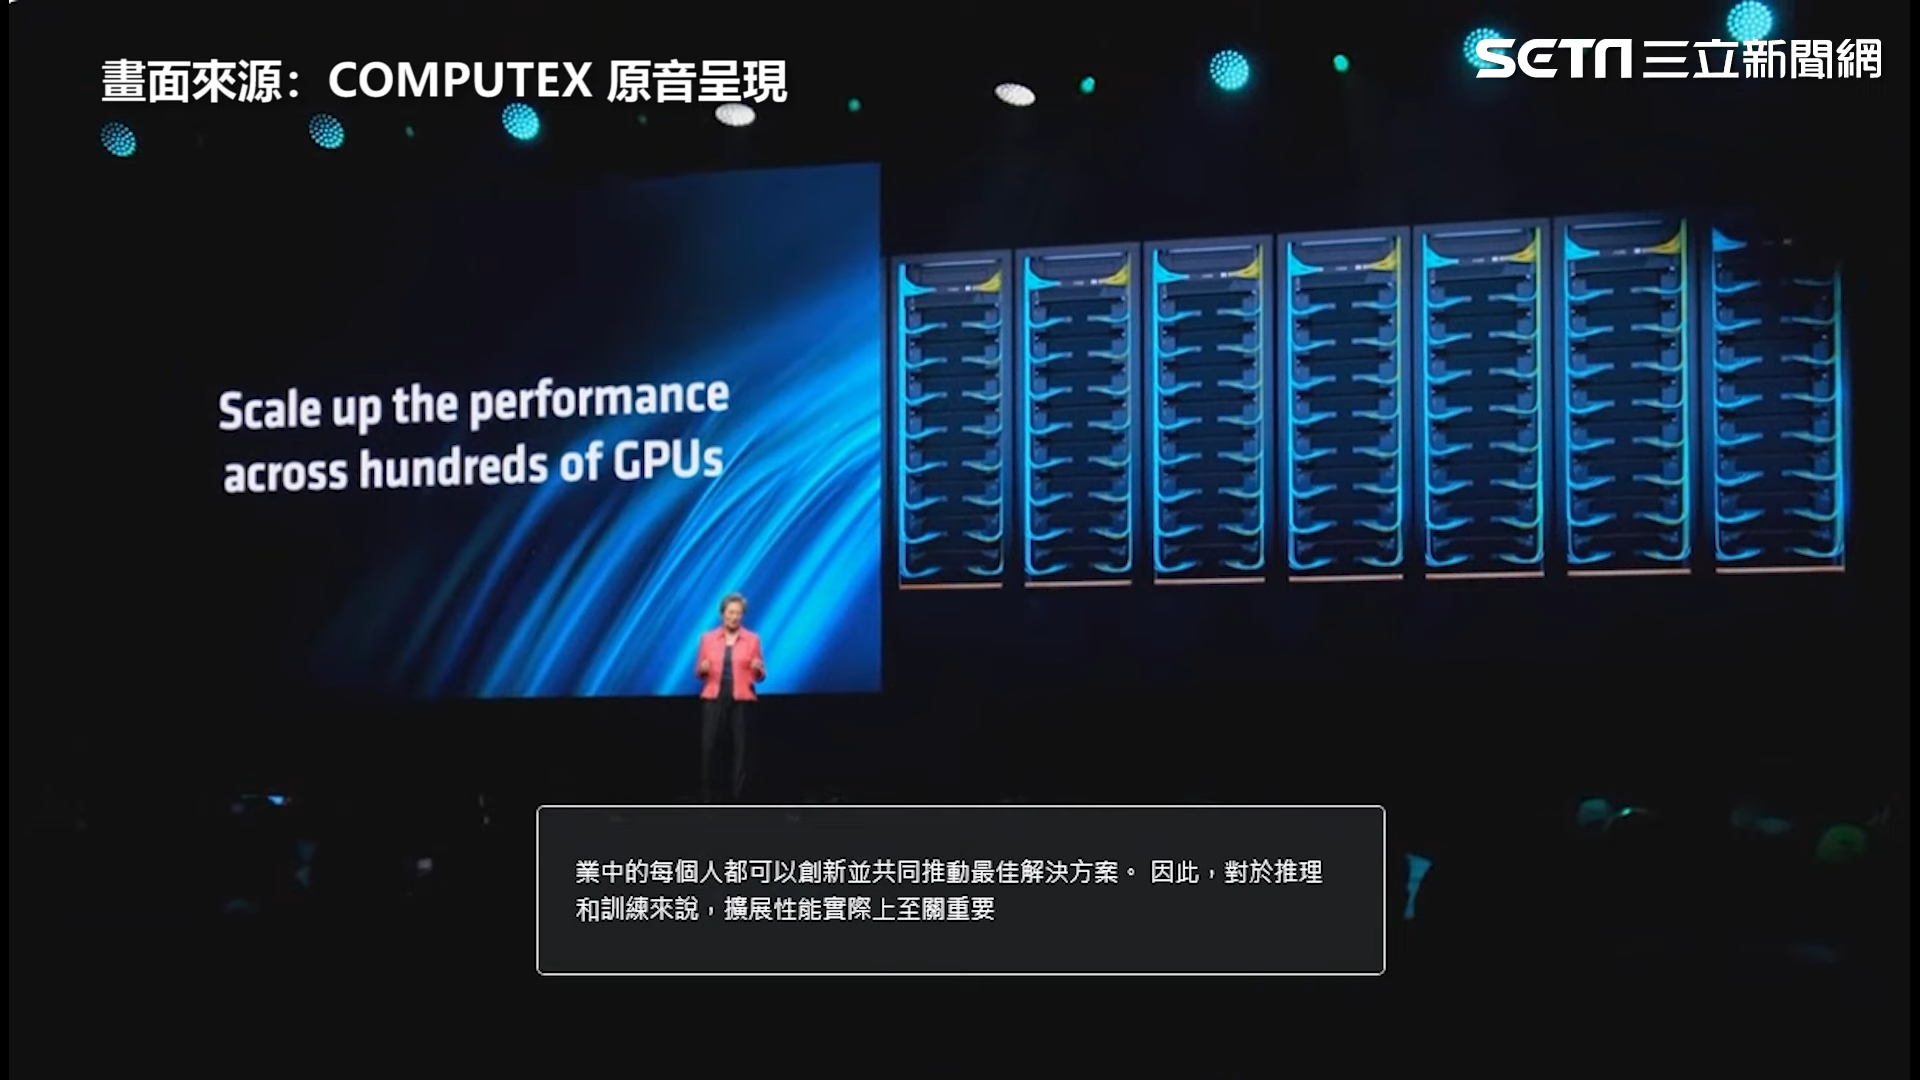 畫面來源：COMPUTEX 原音呈現
SETN三立新聞網
Scale up the performance
across hundreds of GPUs
業中的每個人都可以創新並共同推動最佳解決方案。 因此，對於推理
和訓練來說，擴展性能實際上至關重要